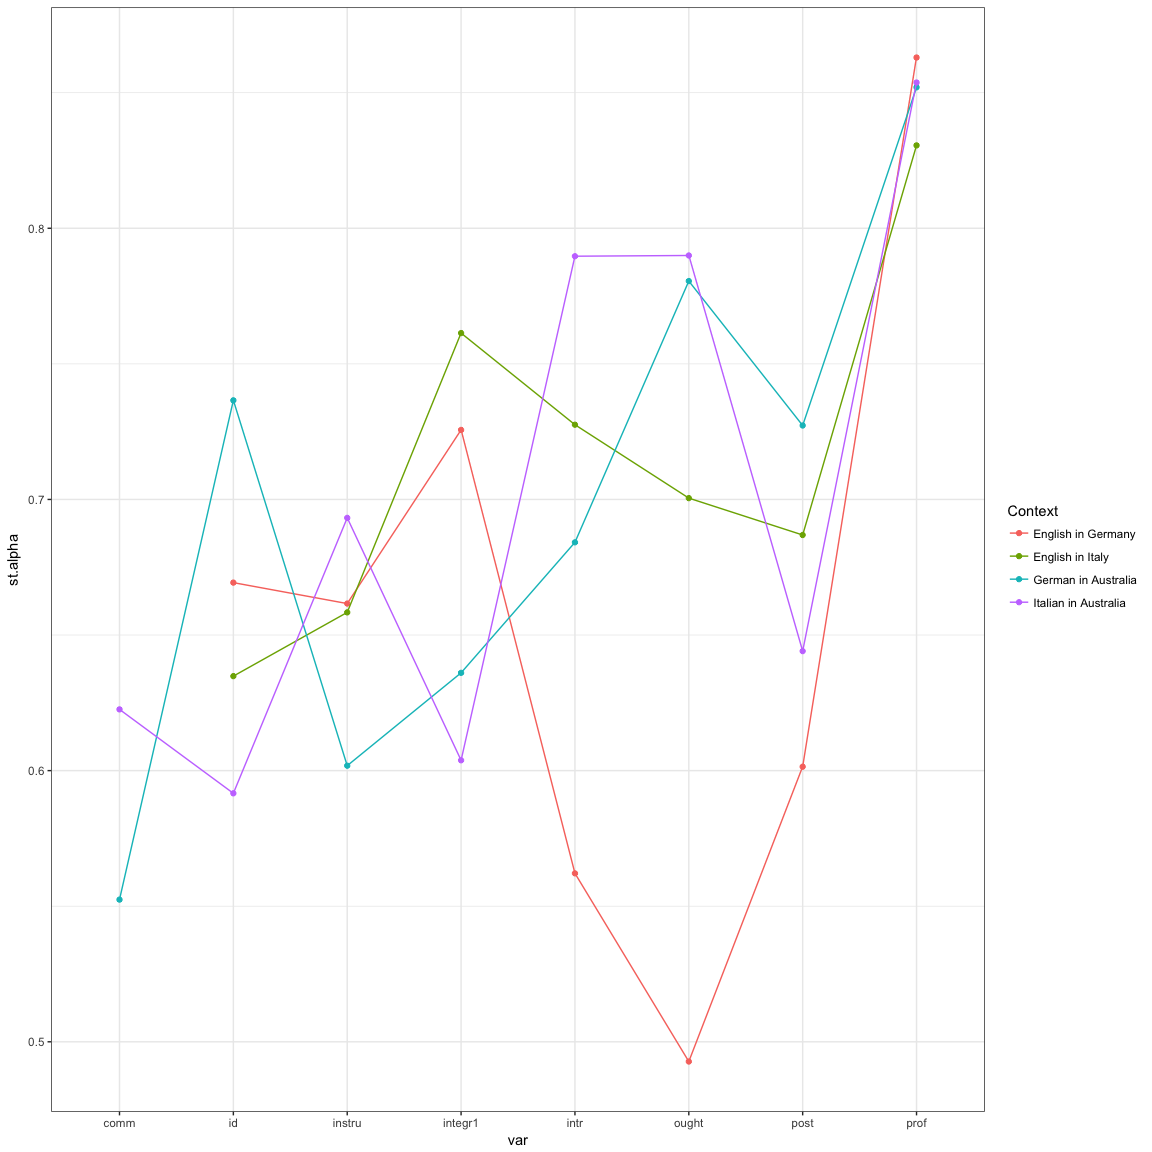 st.alpha
0.8
0.7
0.6
0.5
comm id instru integr1 intr ought post prof
var
Context
English in Germany
English in Italy
German in Australia
Italian in Australia